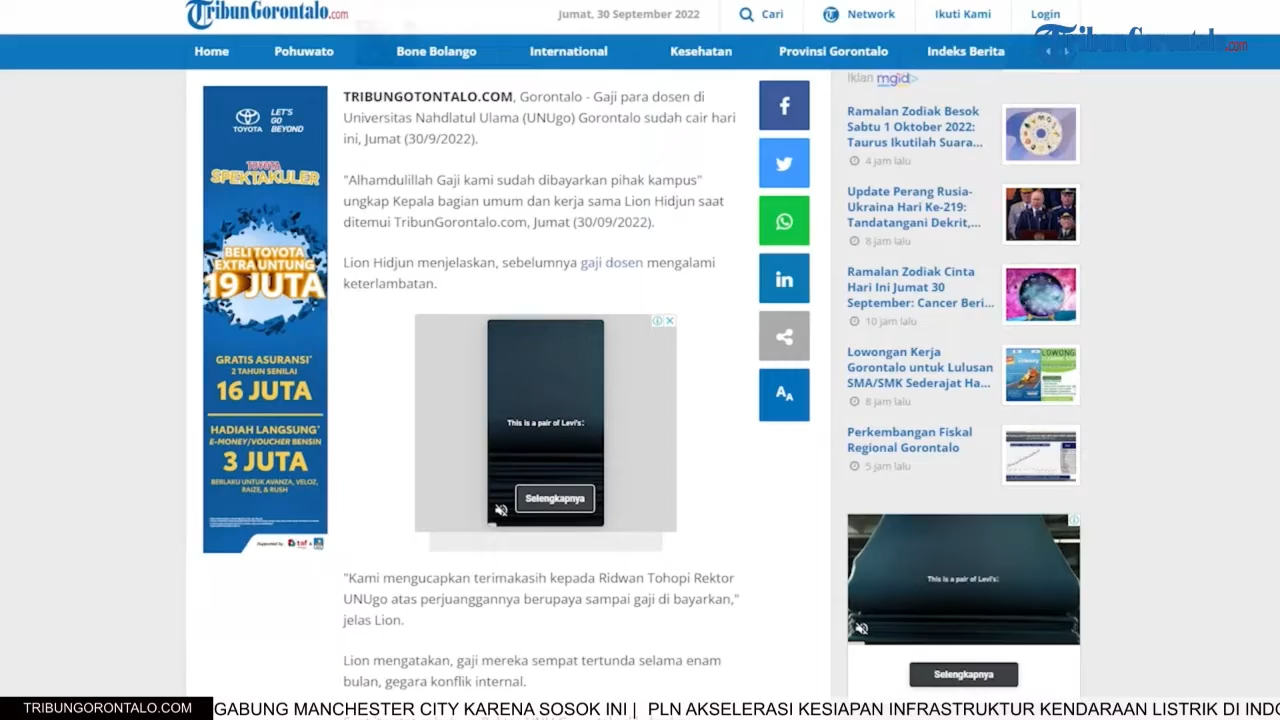 TribunGorontalo.com
Jumat, 30 September 2022
Cari
Network
Ikuti Kami
Login
Home
Pohuwato
Bone Bolango
International
Kesehatan
Provinsi Gorontalo
Indeks Berita
TribunGorontalo.com
TOYOTA
LET'S
GO
BEYOND
TOYOTA
SPEKTAKULER
BELI TOYOTA
EXTRA UNTUNG
19 JUTA
GRATIS ASURANSI*
2 TAHUN SENILAI
16 JUTA
HADIAH LANGSUNG*
E-MONEY/VOUCHER BENSIN
3 JUTA
BERLAKU UNTUK AVANZA, VELOZ,
RAIZE, & RUSH
Supported by taf
TRIBUNGOTONTALO.COM, Gorontalo - Gaji para dosen di
Universitas Nahdlatul Ulama (UNUgo) Gorontalo sudah cair hari
ini, Jumat (30/9/2022).
"Alhamdulillah Gaji kami sudah dibayarkan pihak kampus"
ungkap Kepala bagian umum dan kerja sama Lion Hidjun saat
ditemui TribunGorontalo.com, Jumat (30/09/2022).
Lion Hidjun menjelaskan, sebelumnya gaji dosen mengalami
keterlambatan.
This is a pair of Levi's:
Selengkapnya
"Kami mengucapkan terimakasih kepada Ridwan Tohopi Rektor
UNUgo atas perjuanggannya berupaya sampai gaji di bayarkan,"
jelas Lion.
Lion mengatakan, gaji mereka sempat tertunda selama enam
bulan, gegara konflik internal.
AA
Iklan mgid
Ramalan Zodiak Besok
Sabtu 1 Oktober 2022:
Taurus Ikutilah Suara...
4 jam lalu
Update Perang Rusia-
Ukraina Hari Ke-219:
Tandatangani Dekrit,...
8 jam lalu
Ramalan Zodiak Cinta
Hari Ini Jumat 30
September: Cancer Beri...
10 jam lalu
Lowongan Kerja
Gorontalo untuk Lulusan
SMA/SMK Sederajat Ha...
8 jam lalu
LOWONG
Perkembangan Fiskal
Regional Gorontalo
5 jam lalu
This is a pair of Levi's:
Selengkapnya
TRIBUNGORONTALO.COM
GABUNG MANCHESTER CITY KARENA SOSOK INI | PLN AKSELERASI KESIAPAN INFRASTRUKTUR KENDARAAN LISTRIK DI INDO